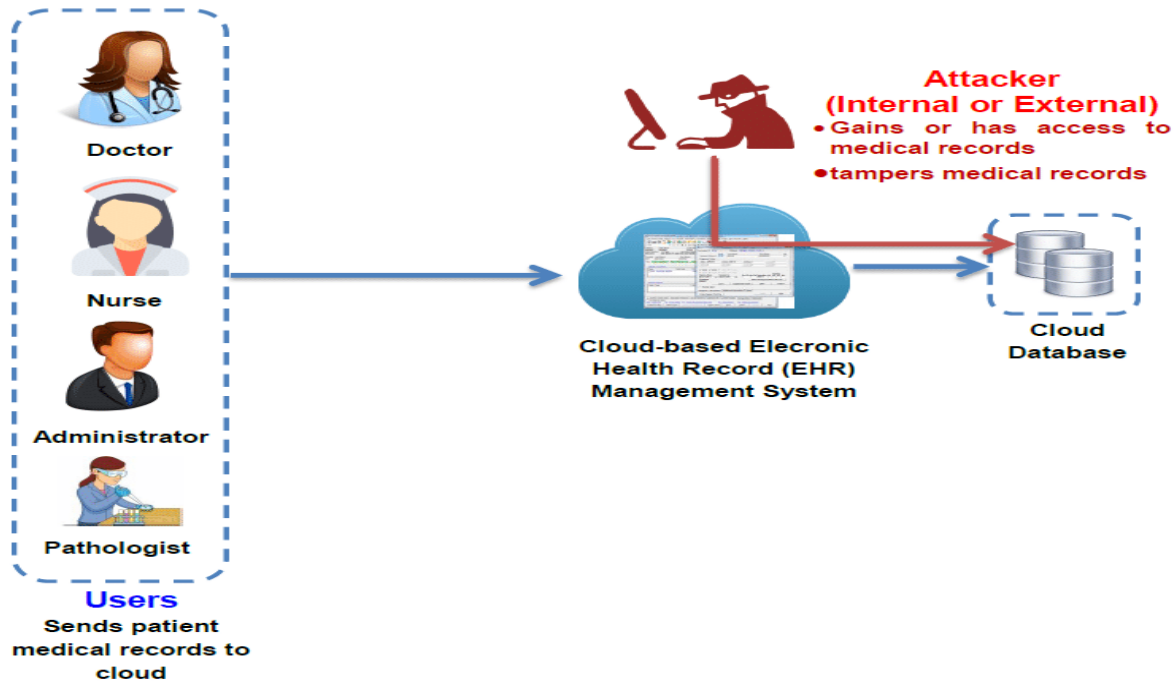 Doctor
Nurse
Administrator
Pathologist
Users
Sends patient
medical records to
cloud
Attacker
(Internal or External)
• Gains or has access to
medical records
• tampers medical records
Cloud-based Elecronic
Health Record (EHR)
Management System
Cloud
Database